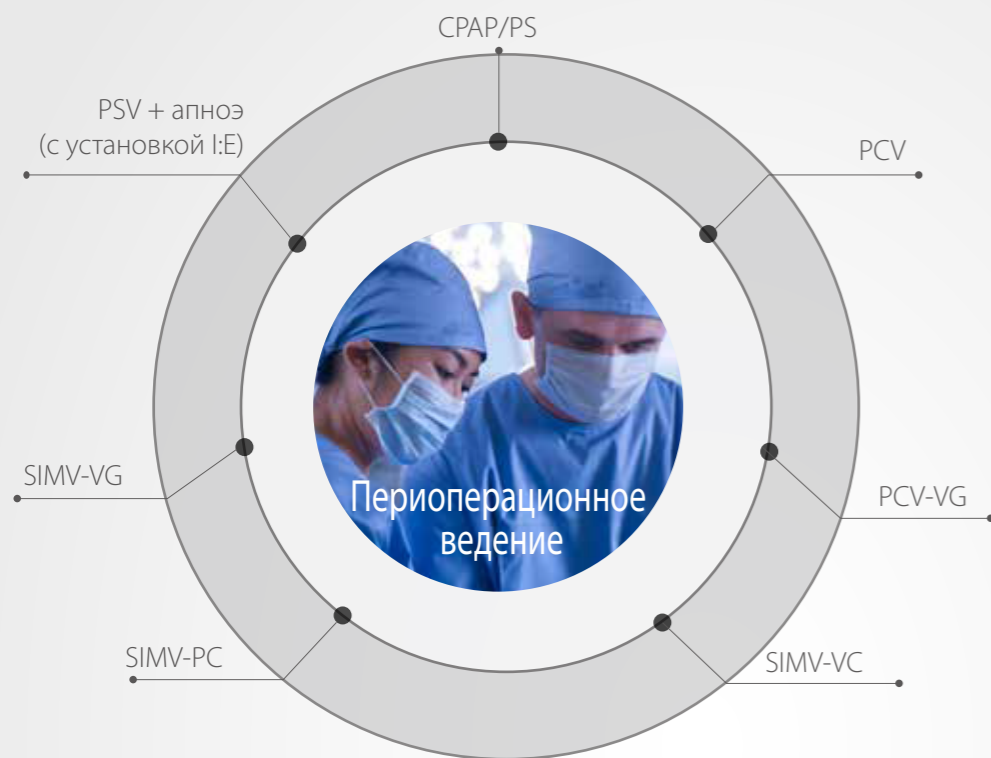 CPAP/PS
PSV + апноэ
(с установкой I:E)
PCV
SIMV-VG
PCV-VG
Периоперационное
ведение
SIMV-PC
SIMV-VC